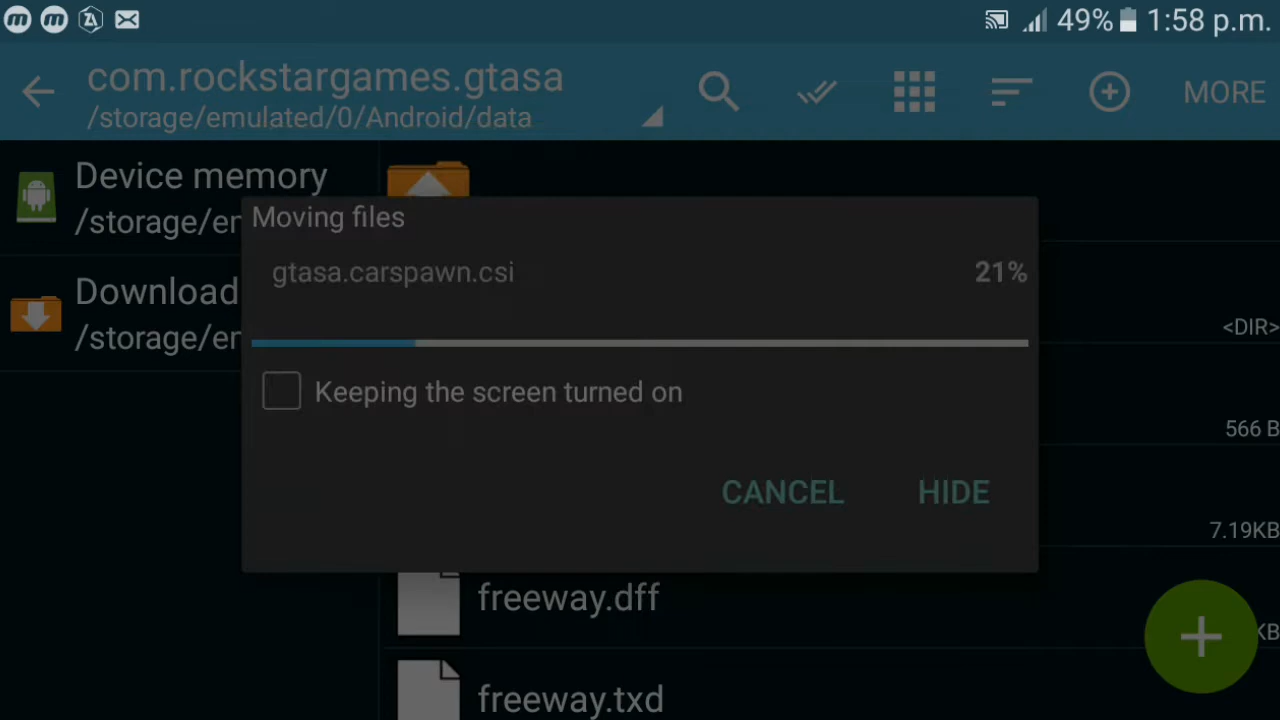 49% 1:58 p.m.
com.rockstargames.gtasa
/storage/emulated/0/Android/data
MORE
Device memory
/storage/en
Download
/storage/en
Moving files
gtasa.carspawn.csi 21%
Keeping the screen turned on
CANCEL HIDE
<DIR>
566 B
7.19KB
KB
freeway.dff
freeway.txd